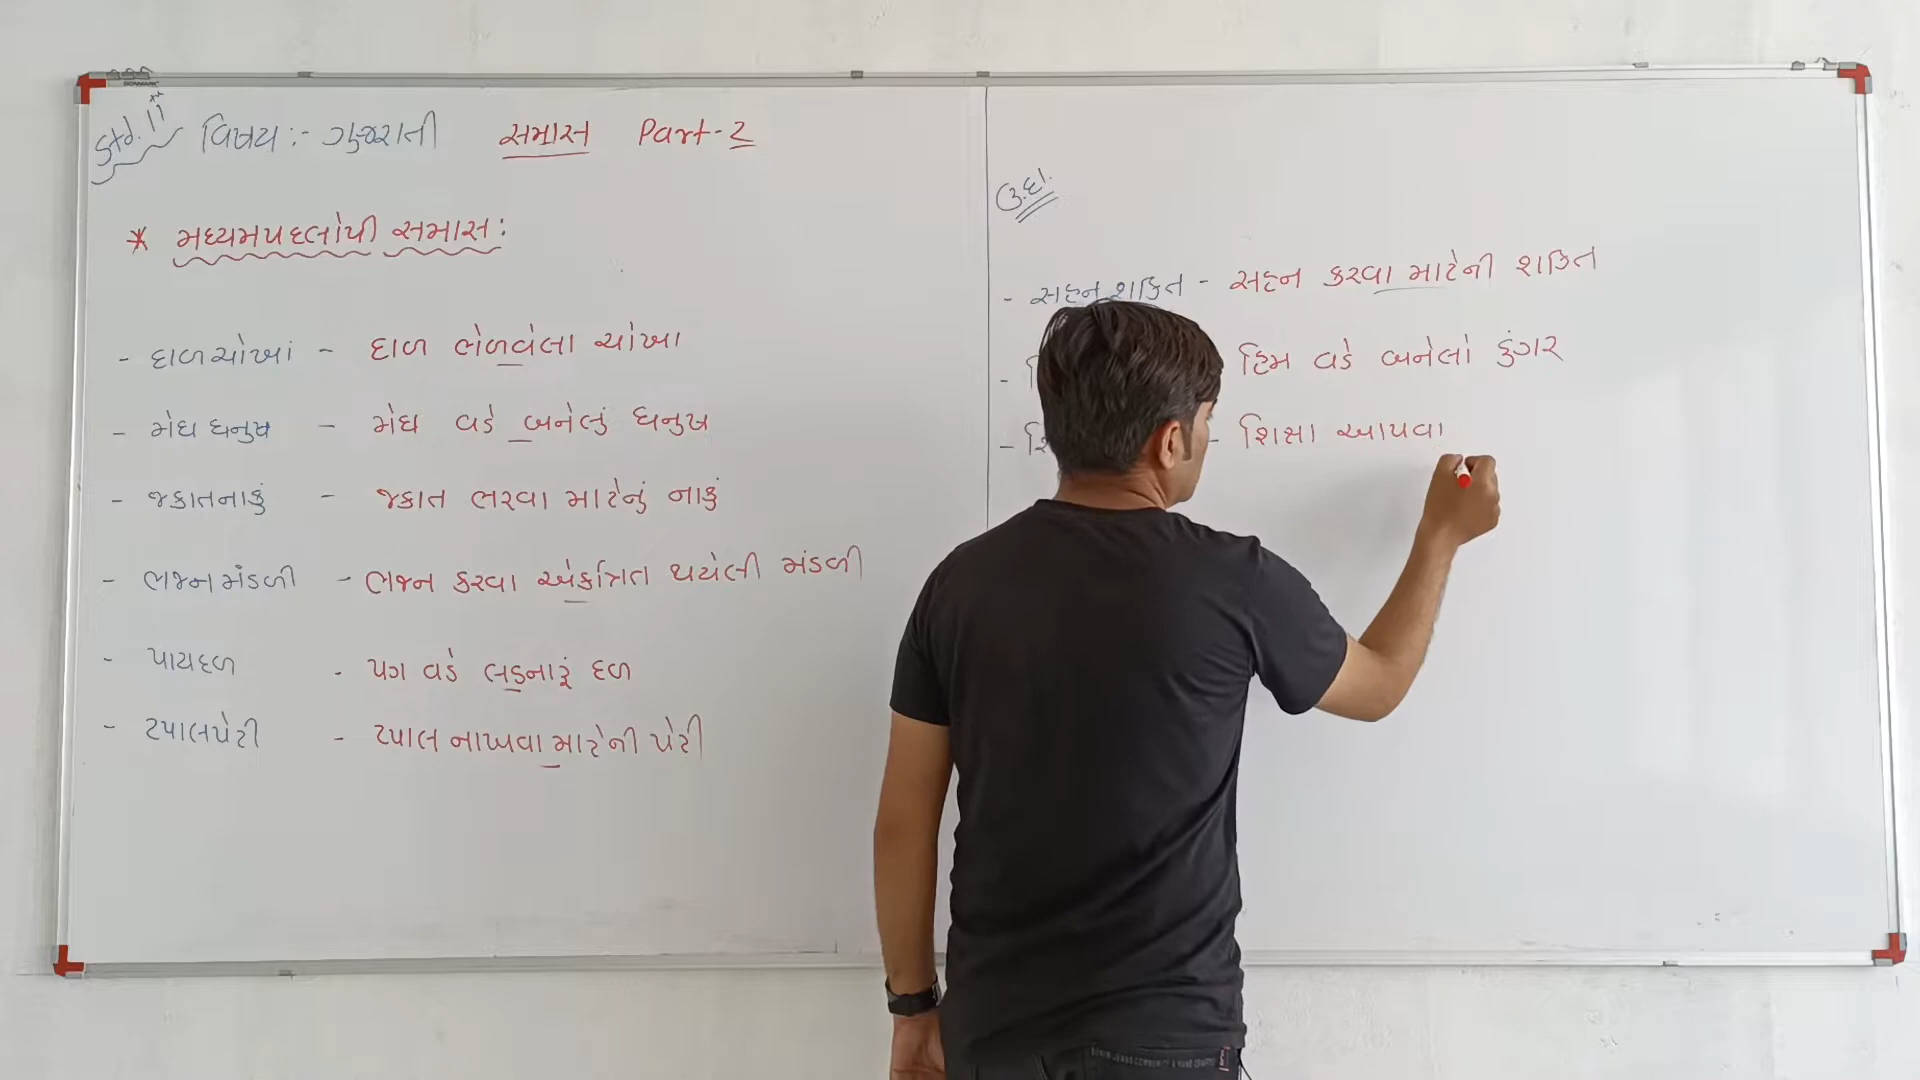 Std. 11 વિષય :- ગુજરાતી સમાસ Part-2
* મધ્યમપદલોપી સમાસ :
- દાળચોખાં - દાળ ભેળવેલા ચોખા
- મેઘધનુષ - મેઘ વડે બનેલું ધનુષ
- જકાતનાકું - જકાત ભરવા માટેનું નાકું
- ભજનમંડળી - ભજન કરવા એકત્રિત થયેલી મંડળી
- પાયદળ - પગ વડે લડનારૂં દળ
- ટપાલપેટી - ટપાલ નાખવા માટેની પેટી
ઉ.દા.
- સહનશકિત - સહન કરવા માટેની શકિત
- હિમ વડે બનેલો ડુંગર
- શિ - શિક્ષા આપવા